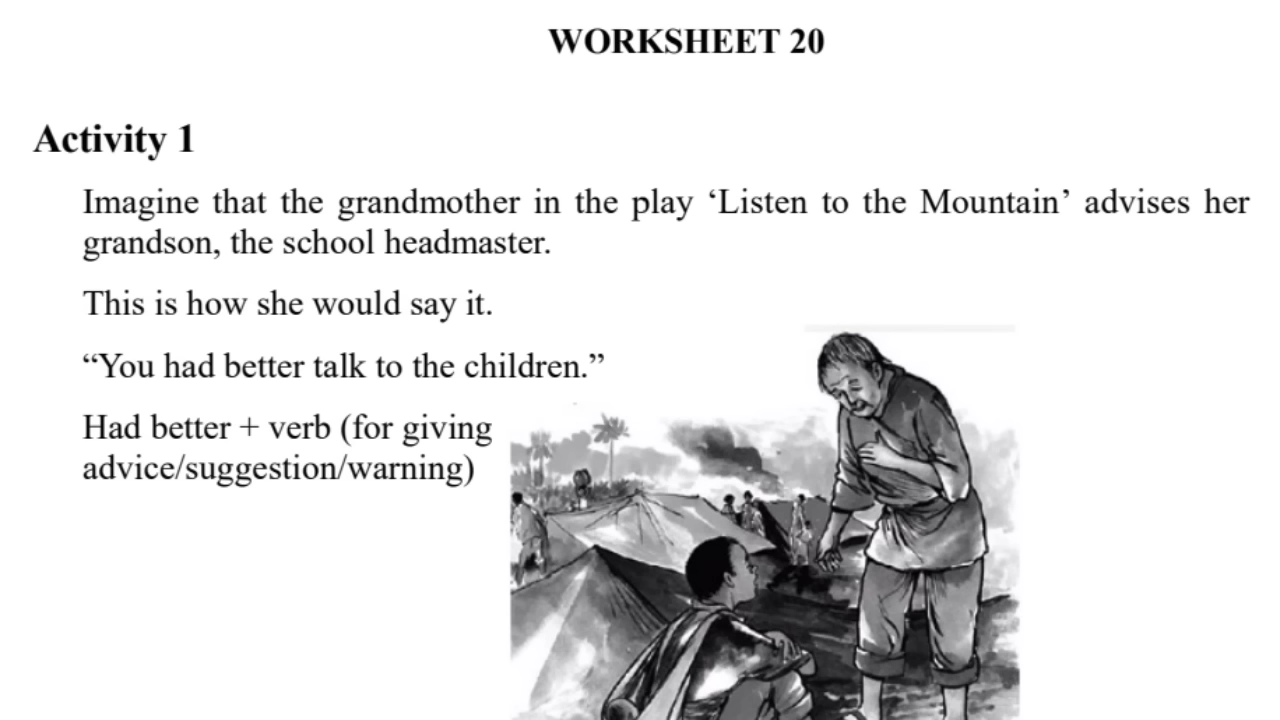 WORKSHEET 20
Activity 1
Imagine that the grandmother in the play ‘Listen to the Mountain’ advises her
grandson, the school headmaster.
This is how she would say it.
“You had better talk to the children.”
Had better + verb (for giving
advice/suggestion/warning)